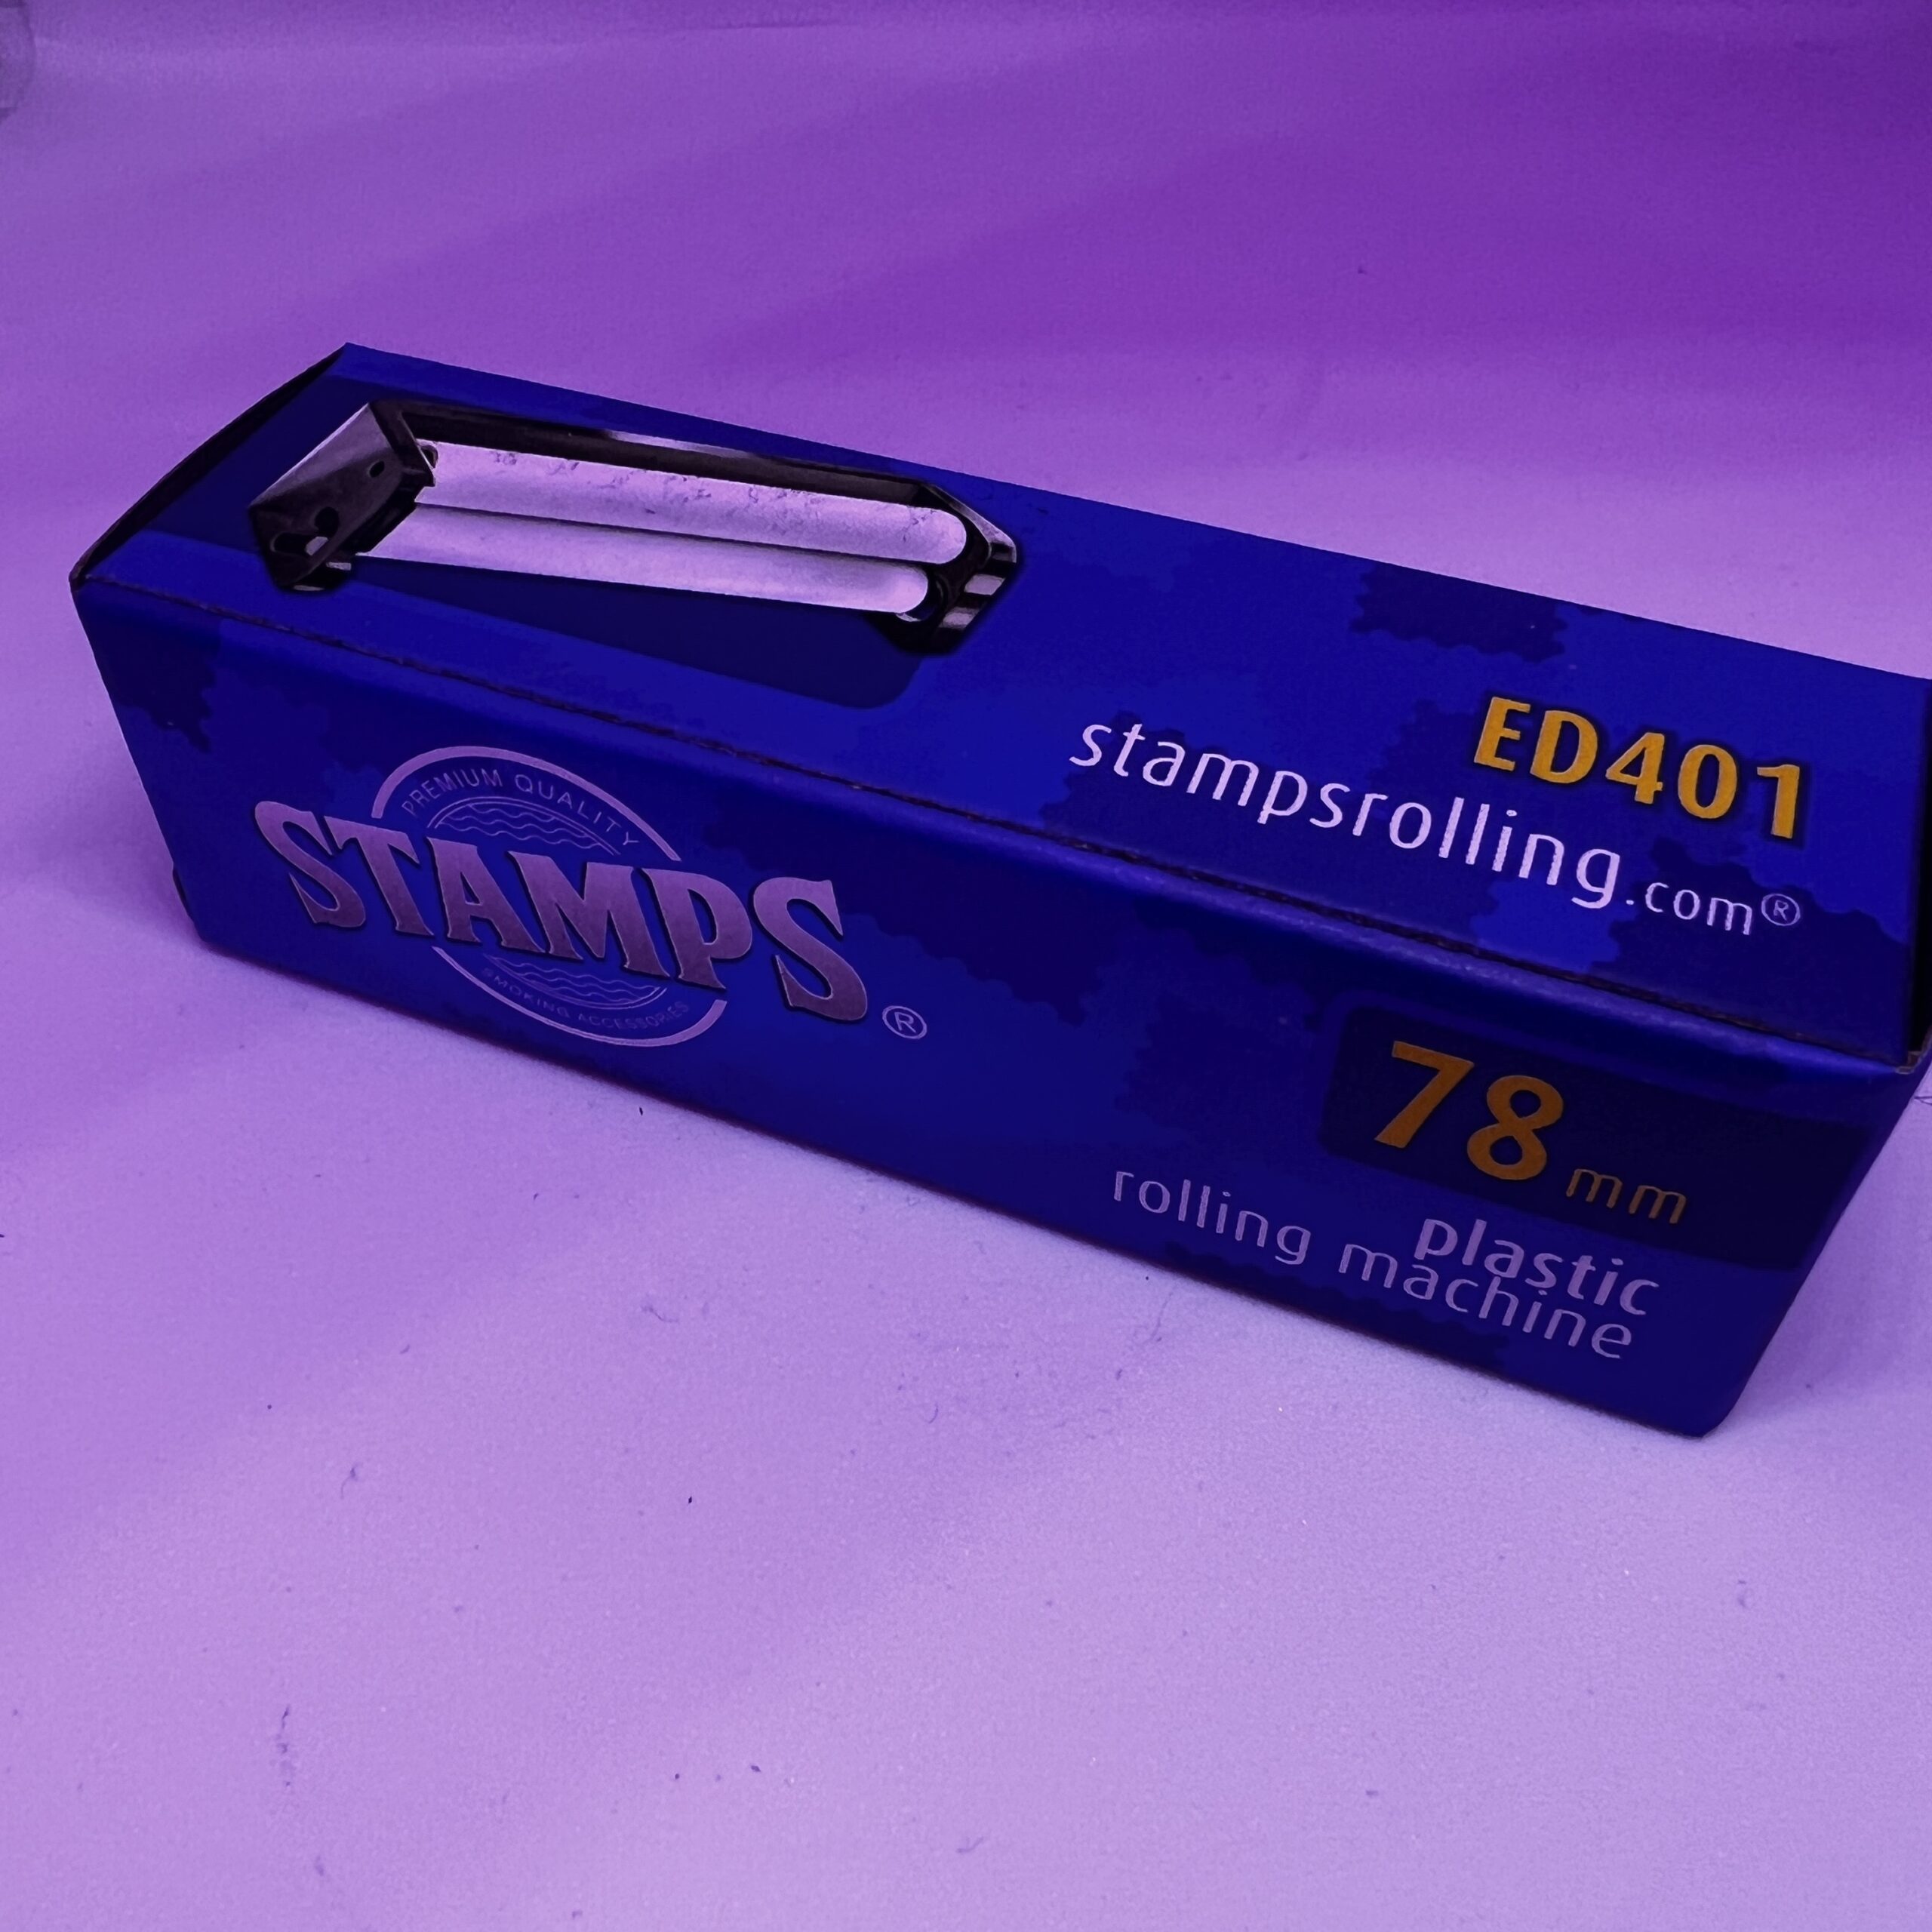 ED401
stampsrolling.com®
PREMIUM QUALITY
STAMPS®
SMOKING ACCESSORIES
78 mm
plastic
rolling machine